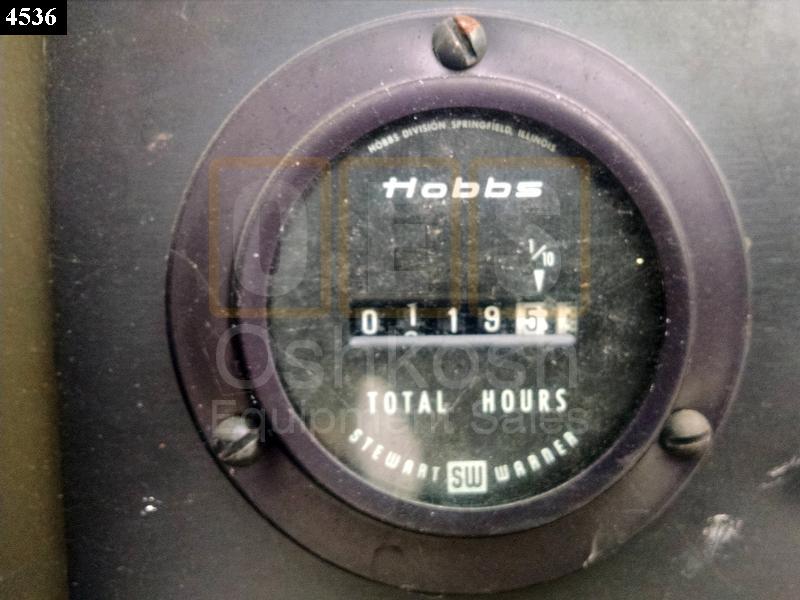 4536
HOBBS DIVISION SPRINGFIELD, ILLINOIS
Hobbs
1/10
0 1 1 9 5
TOTAL HOURS
STEWART SW WARNER
OES
Oshkosh
Equipment Sales